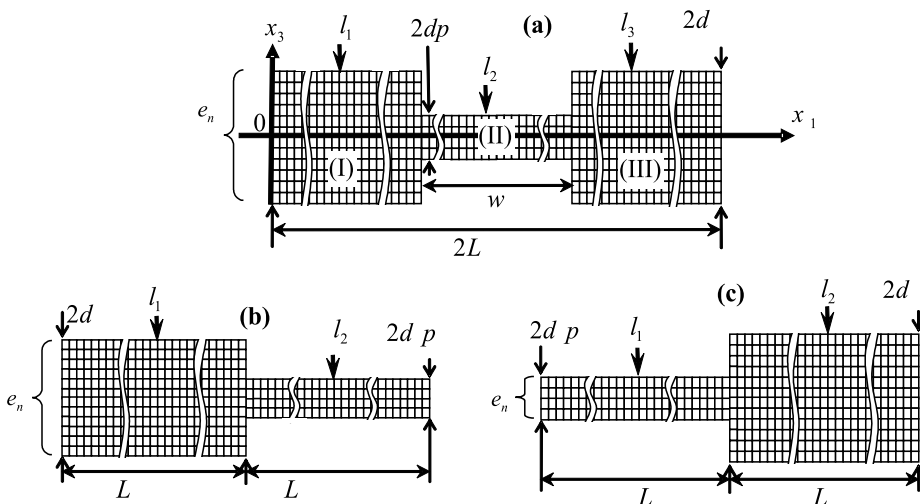 x₃ l₁ 2dp (a) l₃ 2d
l₂
eₙ 0 (II) x₁
(I) (III)
w
2L
2d l₁ (b) l₂ 2d p
eₙ
L L
(c) l₂ 2d
2d p l₁
eₙ
L L